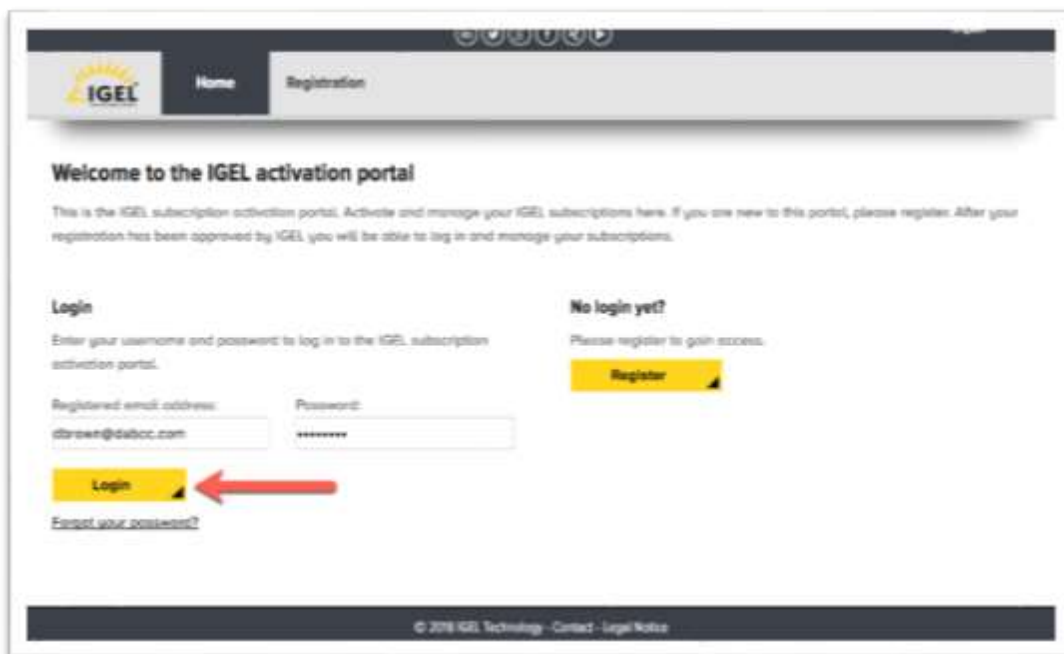 IGEL
Home
Registration
Welcome to the IGEL activation portal
This is the IGEL subscription activation portal. Activate and manage your IGEL subscriptions here. If you are new to this portal, please register. After your
registration has been approved by IGEL you will be able to log in and manage your subscriptions.
Login
Enter your username and password to log in to the IGEL subscription
activation portal.
Registered email address:
Password:
dbrown@dabcc.com
••••••••
Login
Forgot your password?
No login yet?
Please register to gain access.
Register
© 2016 IGEL Technology - Contact - Legal Notice